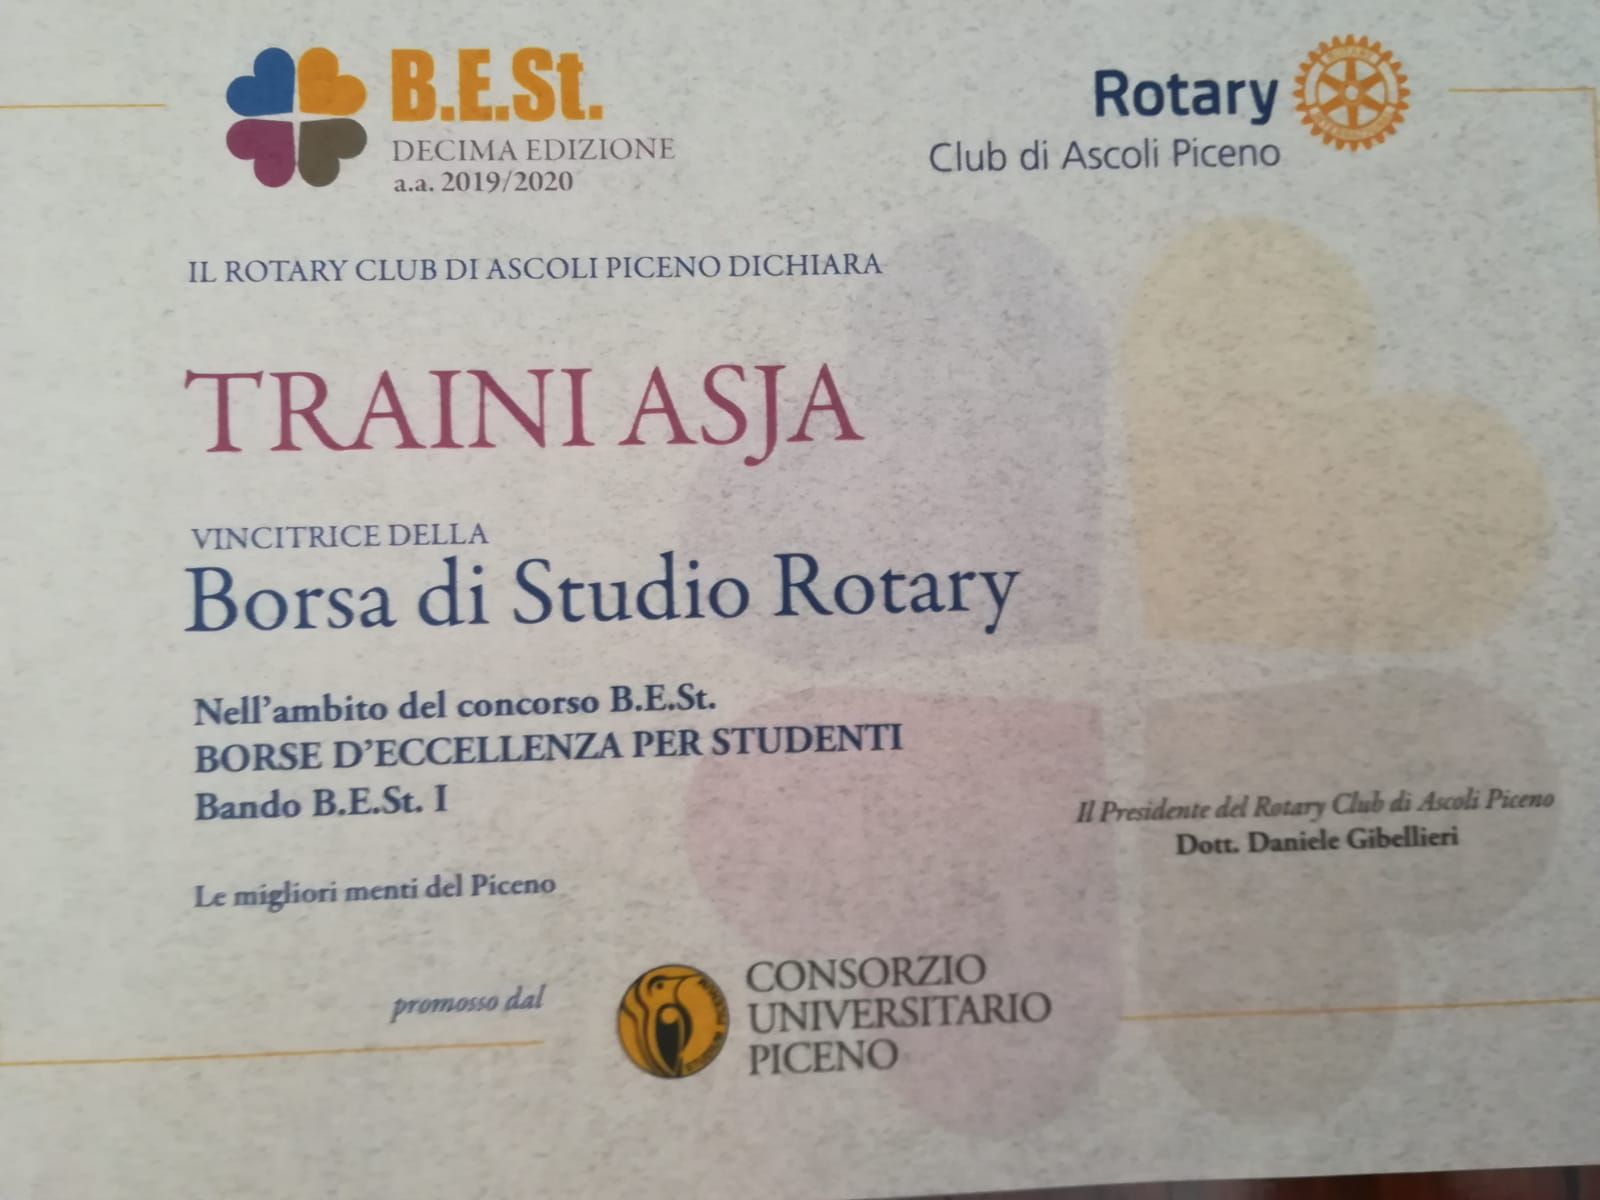 B.E.St.
DECIMA EDIZIONE
a.a. 2019/2020
Rotary
Club di Ascoli Piceno
IL ROTARY CLUB DI ASCOLI PICENO DICHIARA
TRAINI ASJA
VINCITRICE DELLA
Borsa di Studio Rotary
Nell'ambito del concorso B.E.St.
BORSE D'ECCELLENZA PER STUDENTI
Bando B.E.St. I
Il Presidente del Rotary Club di Ascoli Piceno
Dott. Daniele Gibellieri
Le migliori menti del Piceno
promosso dal
CONSORZIO
UNIVERSITARIO
PICENO